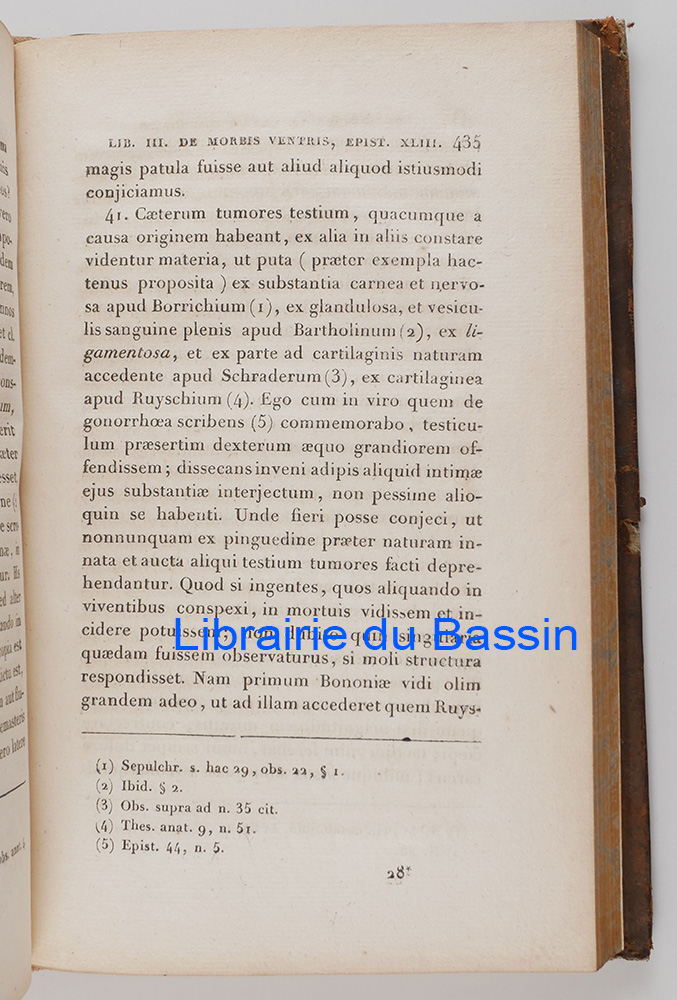 LIB. III. DE MORBIS VENTRIS, EPIST. XLIII. 435
magis patula fuisse aut aliud aliquod istiusmodi
conjiciamus.
41. Cæterum tumores testium, quacumque a
causa originem habeant, ex alia in aliis constare
videntur materia, ut puta ( præter exempla hac-
tenus proposita ) ex substantia carnea et nervo-
sa apud Borrichium (1), ex glandulosa, et vesicu-
lis sanguine plenis apud Bartholinum (2), ex li-
gamentosa, et ex parte ad cartilaginis naturam
accedente apud Schraderum (3), ex cartilaginea
apud Ruyschium (4). Ego cum in viro quem de
gonorrhœa scribens (5) commemorabo, testicu-
lum præsertim dexterum æquo grandiorem of-
fendissem; dissecans inveni adipis aliquid intimæ
ejus substantiæ interjectum, non pessime alio-
quin se habenti. Unde fieri posse conjeci, ut
nonnunquam ex pinguedine præter naturam in-
nata et aucta aliqui testium tumores facti depre-
hendantur. Quod si ingentes, quos aliquando in
viventibus conspexi, in mortuis vidissem et in-
cidere potuissem, non dubito quin singularia
Librairie du Bassin
quædam fuissem observaturus, si moli structura
respondisset. Nam primum Bononiæ vidi olim
grandem adeo, ut ad illam accederet quem Ruys-
(1) Sepulchr. s. hac 29, obs. 22, § 1.
(2) Ibid. § 2.
(3) Obs. supra ad n. 35 cit.
(4) Thes. anat. 9, n. 51.
(5) Epist. 44, n. 5.
28*